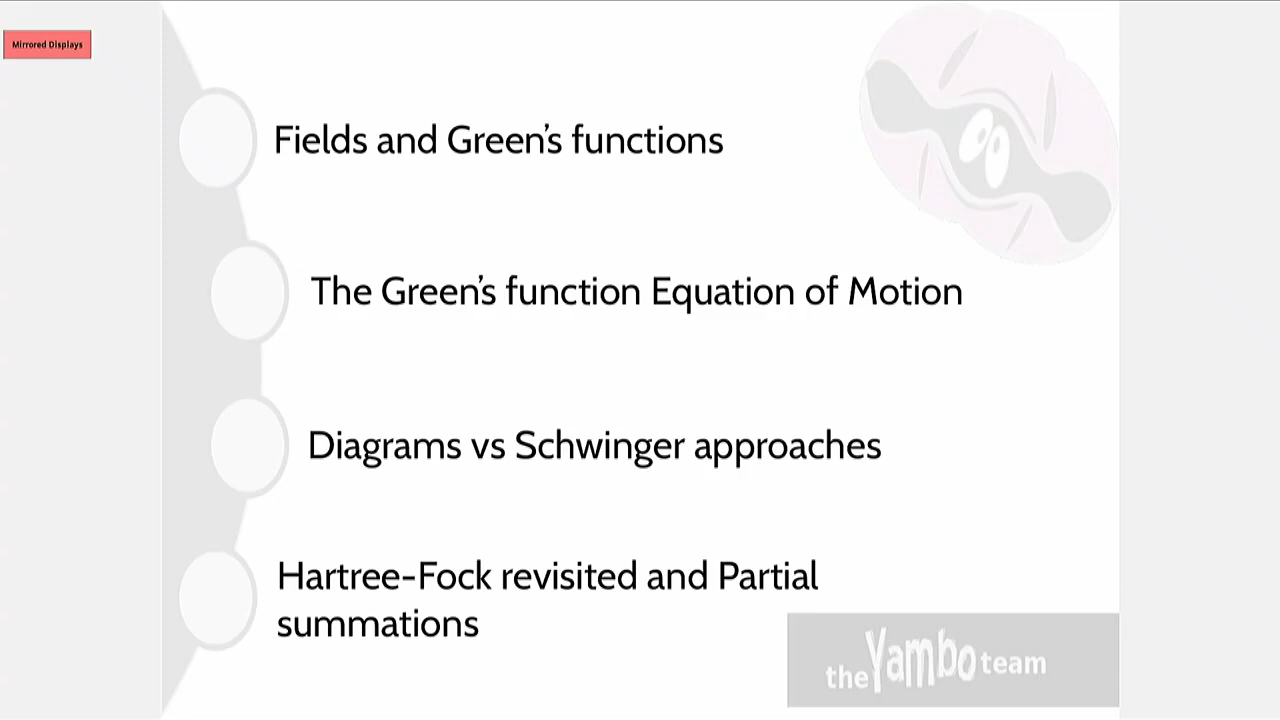 Mirrored Displays
Fields and Green's functions
The Green's function Equation of Motion
Diagrams vs Schwinger approaches
Hartree-Fock revisited and Partial
summations
the Yambo team